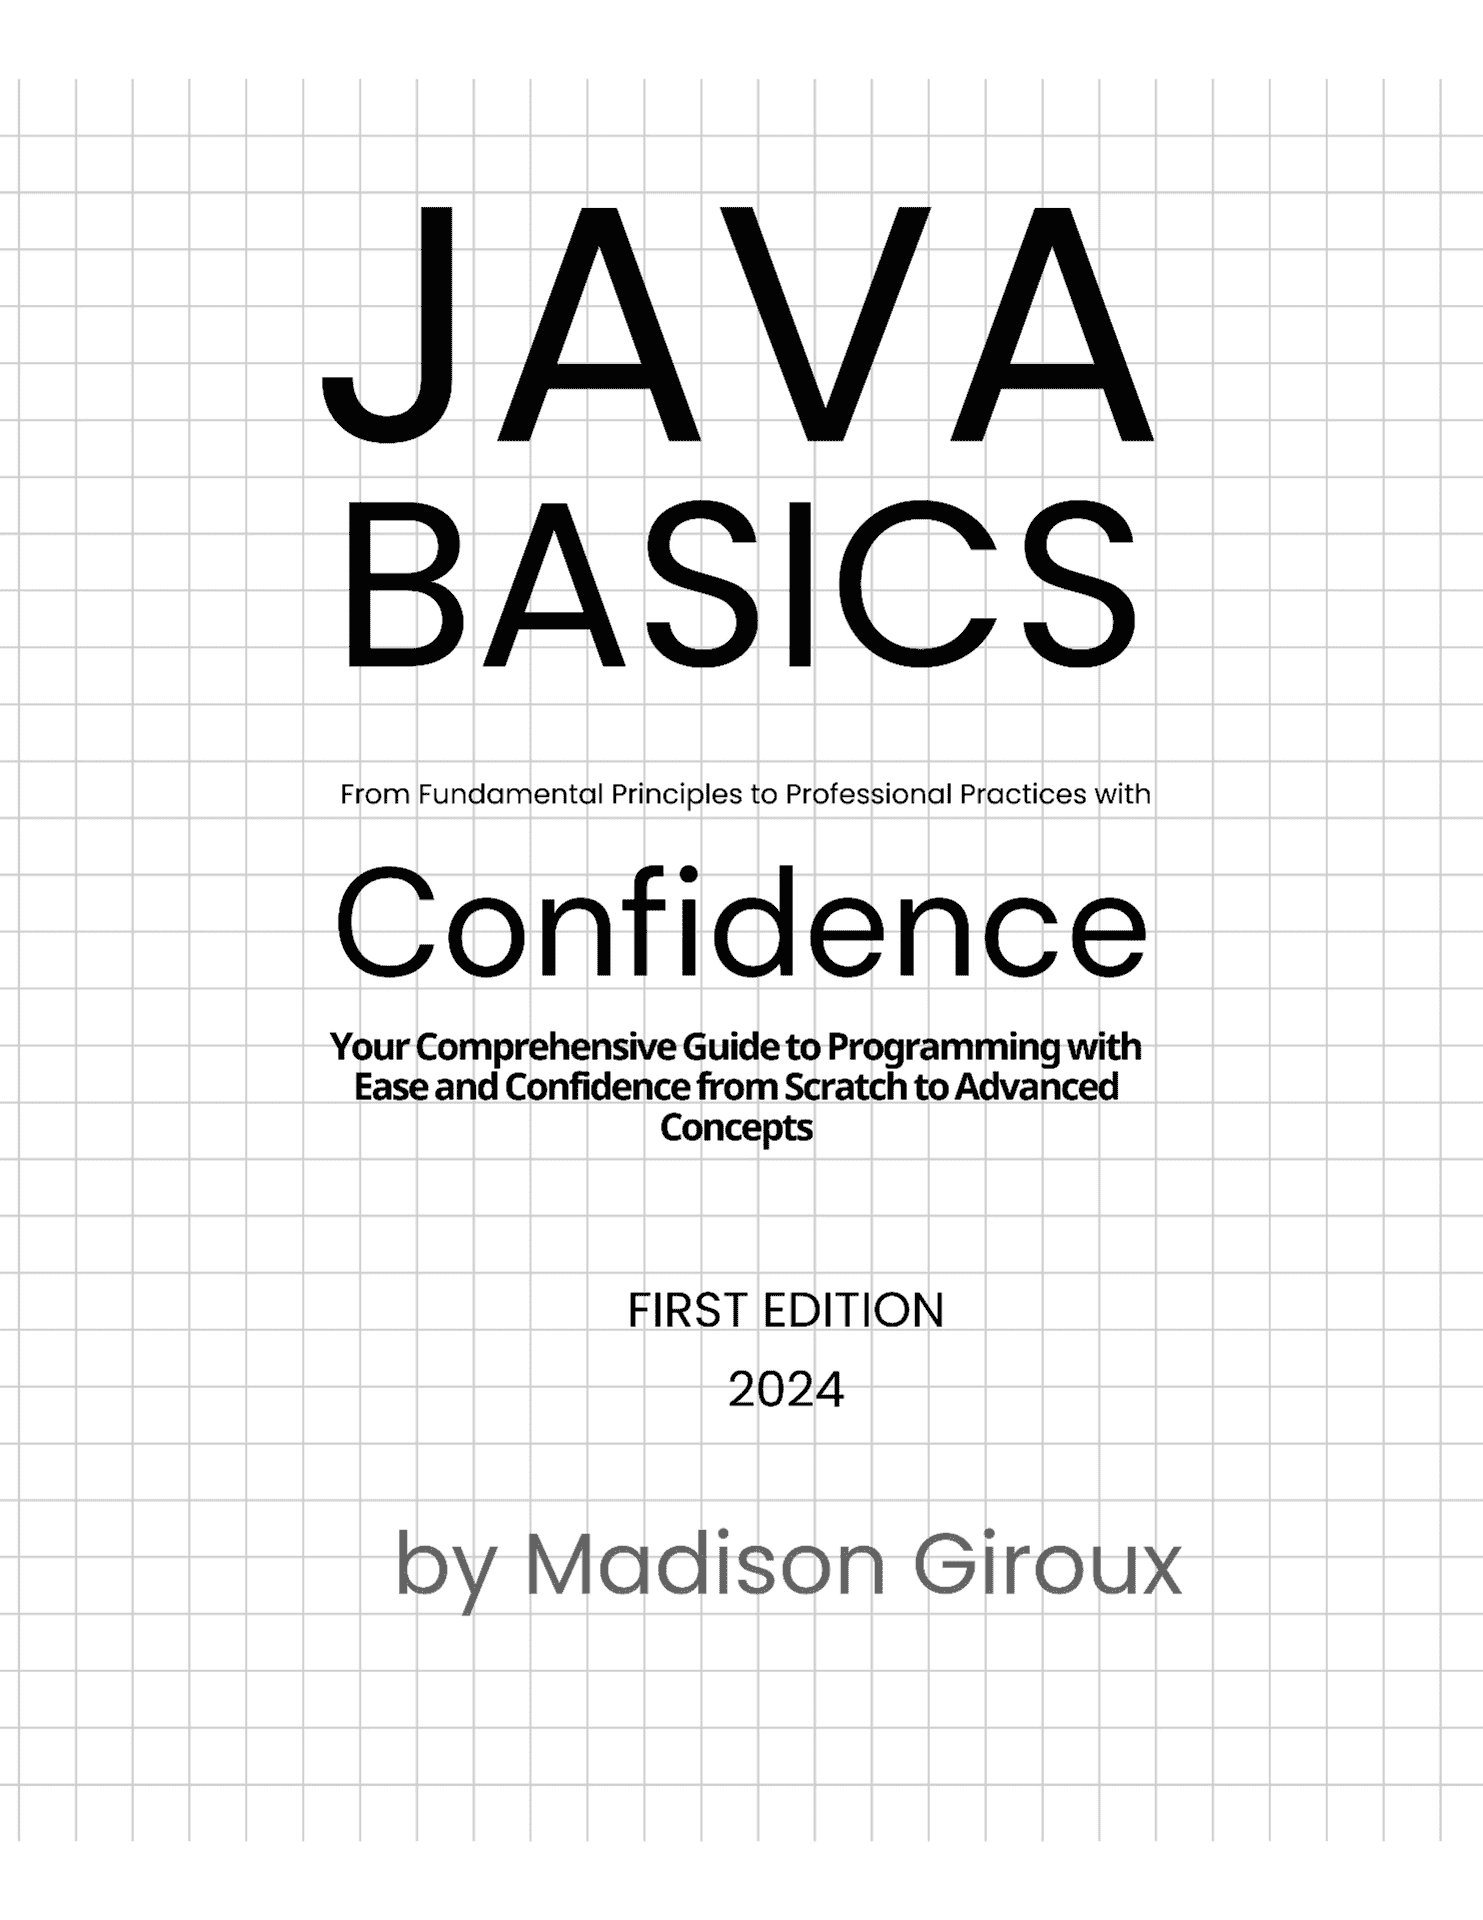 JAVA
BASICS
From Fundamental Principles to Professional Practices with
Confidence
Your Comprehensive Guide to Programming with
Ease and Confidence from Scratch to Advanced
Concepts
FIRST EDITION
2024
by Madison Giroux